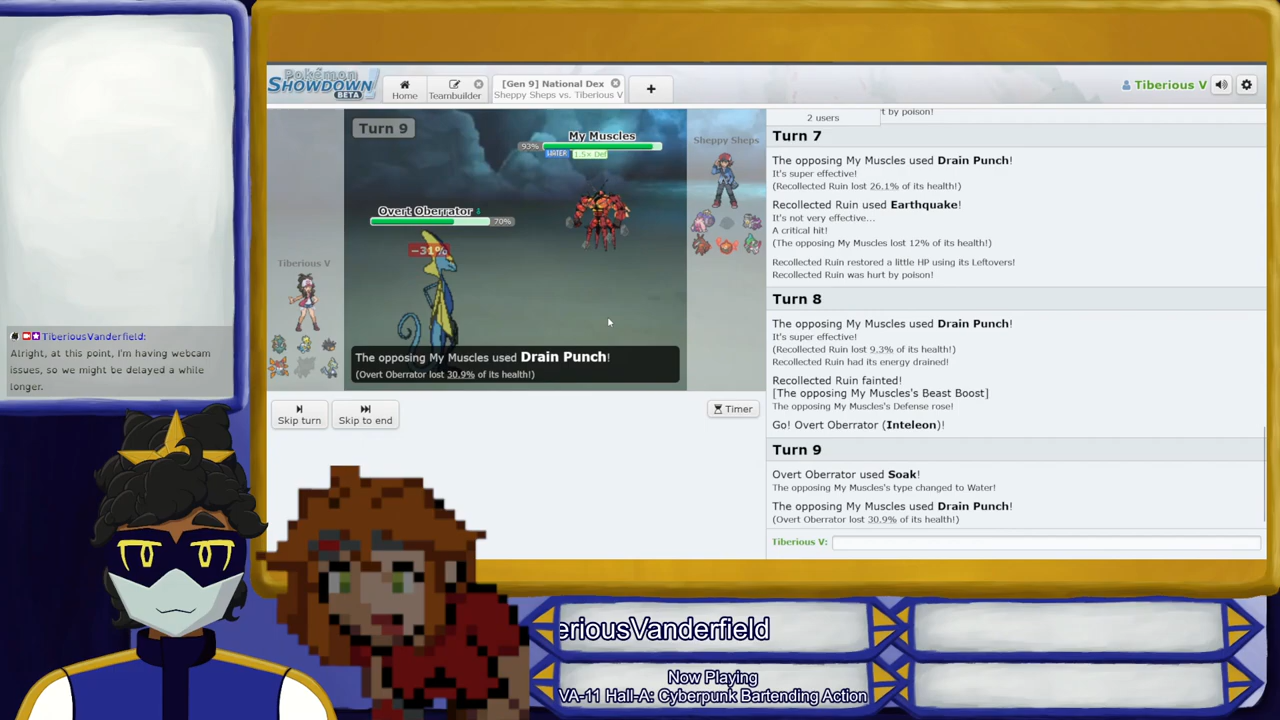 Pokémon
SHOWDOWN!
BETA
Home
Teambuilder
[Gen 9] National Dex
Sheppy Sheps vs. Tiberious V
+
Tiberious V
2 users
t by poison!
Turn 9
My Muscles
93%
WATER 1.5× Def
Sheppy Sheps
Overt Oberrator
70%
−31%
Tiberious V
The opposing My Muscles used Drain Punch!
(Overt Oberrator lost 30.9% of its health!)
Skip turn
Skip to end
Timer
Turn 7
The opposing My Muscles used Drain Punch!
It's super effective!
(Recollected Ruin lost 26.1% of its health!)
Recollected Ruin used Earthquake!
It's not very effective...
A critical hit!
(The opposing My Muscles lost 12% of its health!)
Recollected Ruin restored a little HP using its Leftovers!
Recollected Ruin was hurt by poison!
Turn 8
The opposing My Muscles used Drain Punch!
It's super effective!
(Recollected Ruin lost 9.3% of its health!)
Recollected Ruin had its energy drained!
Recollected Ruin fainted!
[The opposing My Muscles's Beast Boost]
The opposing My Muscles's Defense rose!
Go! Overt Oberrator (Inteleon)!
Turn 9
Overt Oberrator used Soak!
The opposing My Muscles's type changed to Water!
The opposing My Muscles used Drain Punch!
(Overt Oberrator lost 30.9% of its health!)
Tiberious V:
TiberiousVanderfield:
Alright, at this point, I'm having webcam
issues, so we might be delayed a while
longer.
eriousVanderfield
Now Playing
VA-11 Hall-A: Cyberpunk Bartending Action